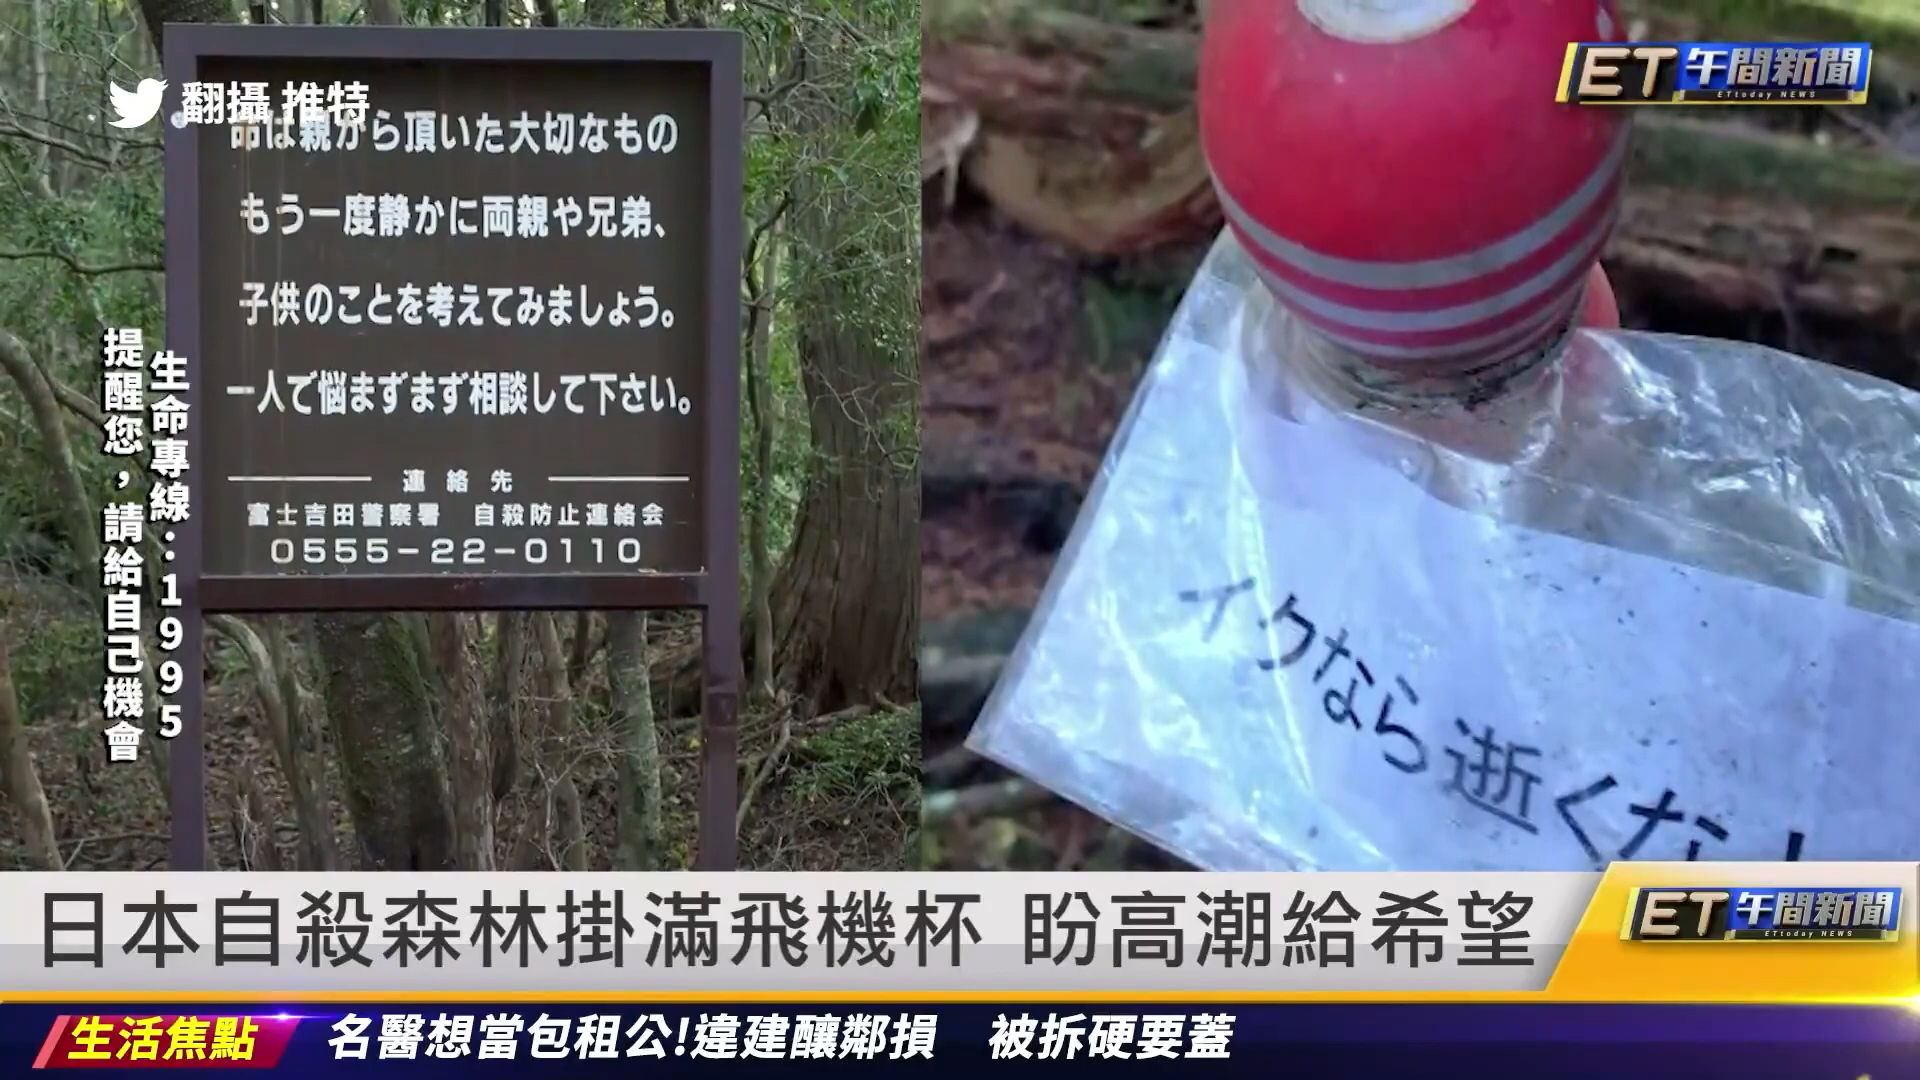 翻攝 推特
命は親から頂いた大切なもの
もう一度静かに両親や兄弟、
子供のことを考えてみましょう。
一人で悩まずまず相談して下さい。
連絡先
富士吉田警察署 自殺防止連絡会
0555-22-0110
生命專線：1995
提醒您，請給自己機會
ET午間新聞
ETtoday NEWS
イクなら逝くな
日本自殺森林掛滿飛機杯 盼高潮給希望
ET午間新聞
ETtoday NEWS
生活焦點
名醫想當包租公!違建釀鄰損 被拆硬要蓋